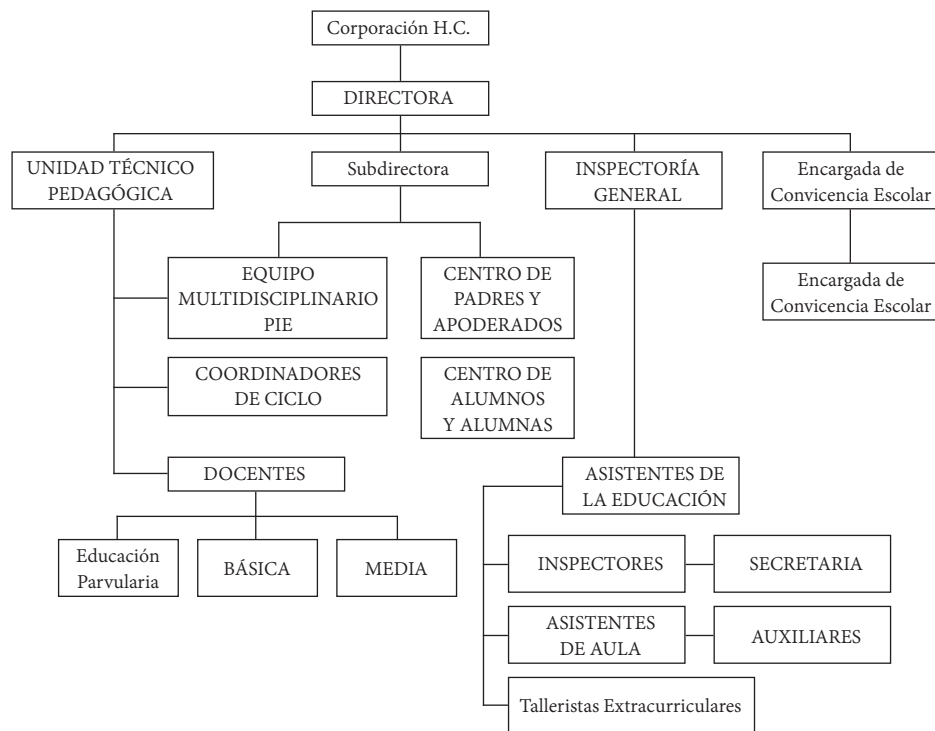 Corporación H.C.
DIRECTORA
UNIDAD TÉCNICO
PEDAGÓGICA
Subdirectora
INSPECTORÍA
GENERAL
Encargada de
Convicencia Escolar
EQUIPO
MULTIDISCIPLINARIO
PIE
CENTRO DE
PADRES Y
APODERADOS
Encargada de
Convicencia Escolar
COORDINADORES
DE CICLO
CENTRO DE
ALUMNOS
Y ALUMNAS
DOCENTES
ASISTENTES DE
LA EDUCACIÓN
Educación
Parvularia
BÁSICA
MEDIA
INSPECTORES
SECRETARIA
ASISTENTES
DE AULA
AUXILIARES
Talleristas Extracurriculares